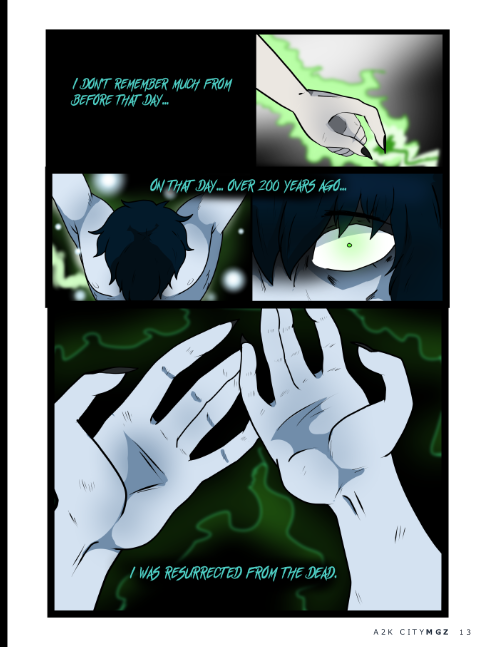 I DON'T REMEMBER MUCH FROM
BEFORE THAT DAY...
ON THAT DAY... OVER 200 YEARS AGO...
I WAS RESURRECTED FROM THE DEAD.
A2K CITYMGZ 13